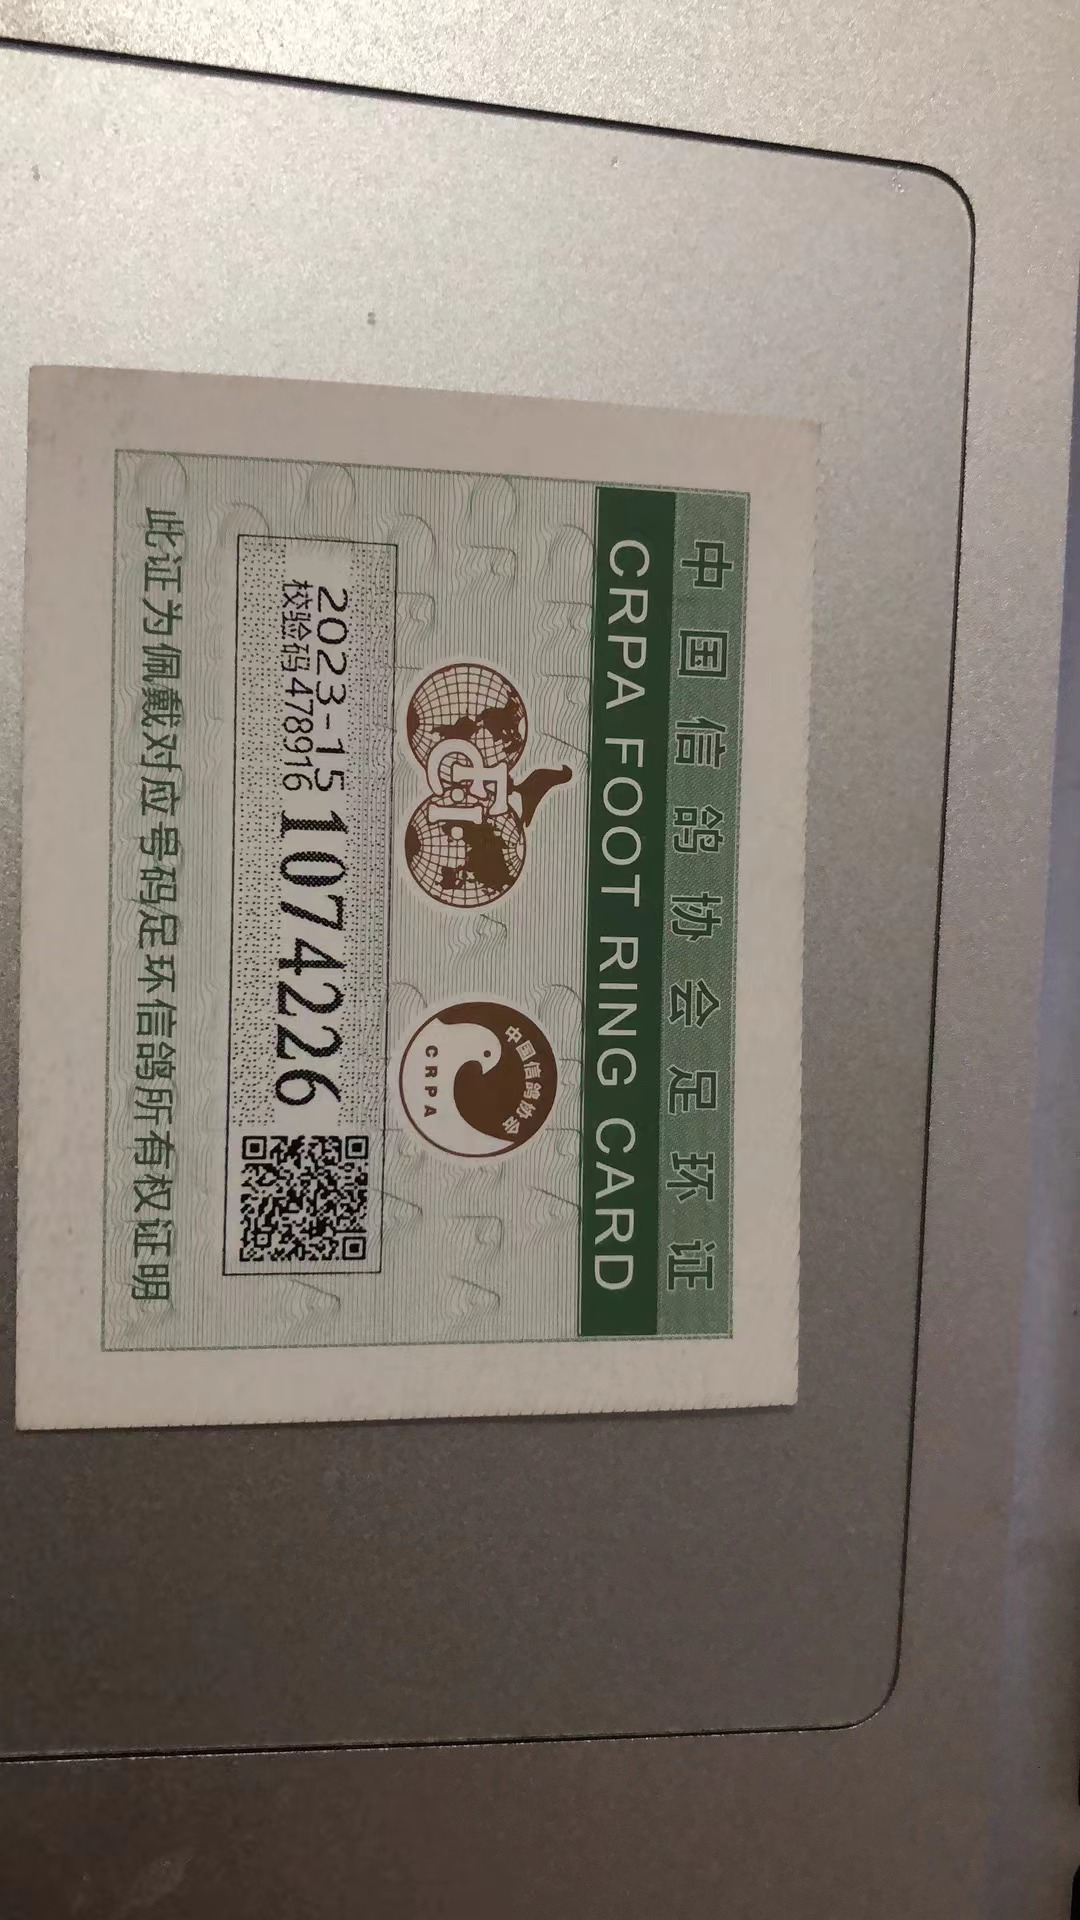 中国信鸽协会足环证
CRPA FOOT RING CARD
FCI
中国信鸽协会
CRPA
2023-15 1074226
校验码478916
此证为佩戴对应号码足环信鸽所有权证明